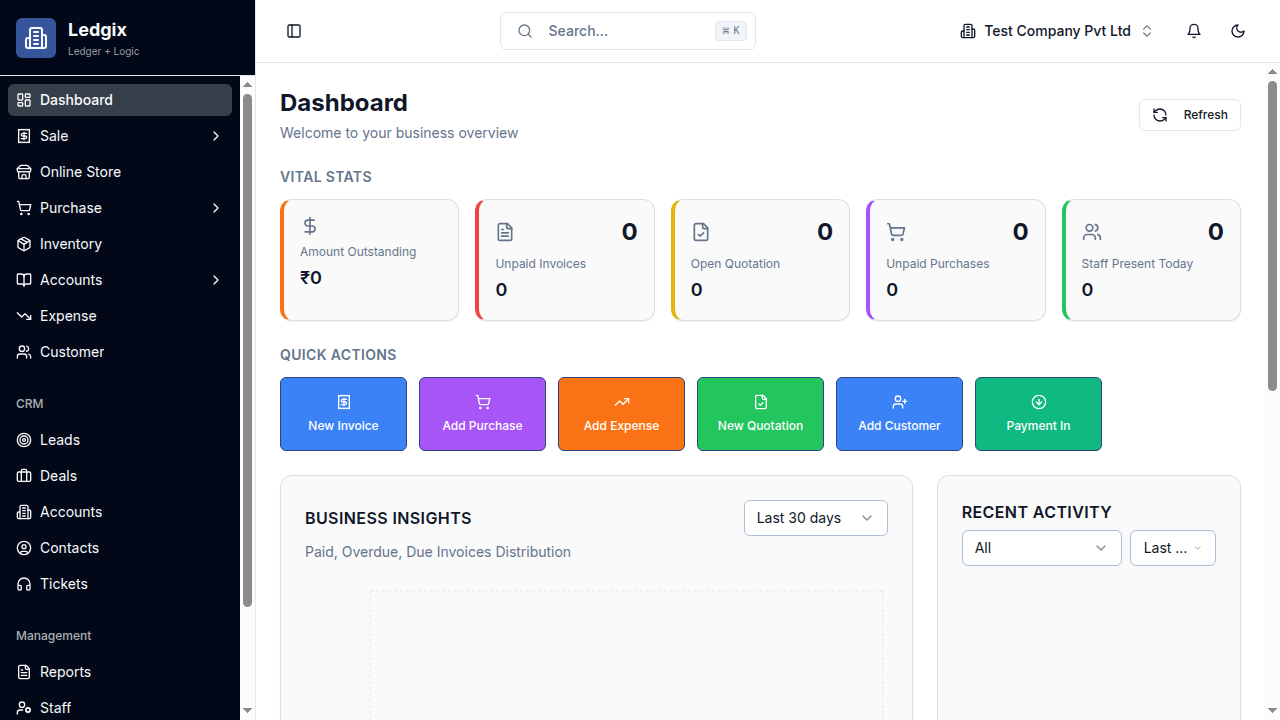 Ledgix
Ledger + Logic
Dashboard
Sale
Online Store
Purchase
Inventory
Accounts
Expense
Customer
CRM
Leads
Deals
Accounts
Contacts
Tickets
Management
Reports
Staff
Search...
⌘ K
Test Company Pvt Ltd
Dashboard
Welcome to your business overview
Refresh
VITAL STATS
Amount Outstanding
₹0
0
Unpaid Invoices
0
0
Open Quotation
0
0
Unpaid Purchases
0
0
Staff Present Today
0
QUICK ACTIONS
New Invoice
Add Purchase
Add Expense
New Quotation
Add Customer
Payment In
BUSINESS INSIGHTS
Last 30 days
Paid, Overdue, Due Invoices Distribution
RECENT ACTIVITY
All
Last ...